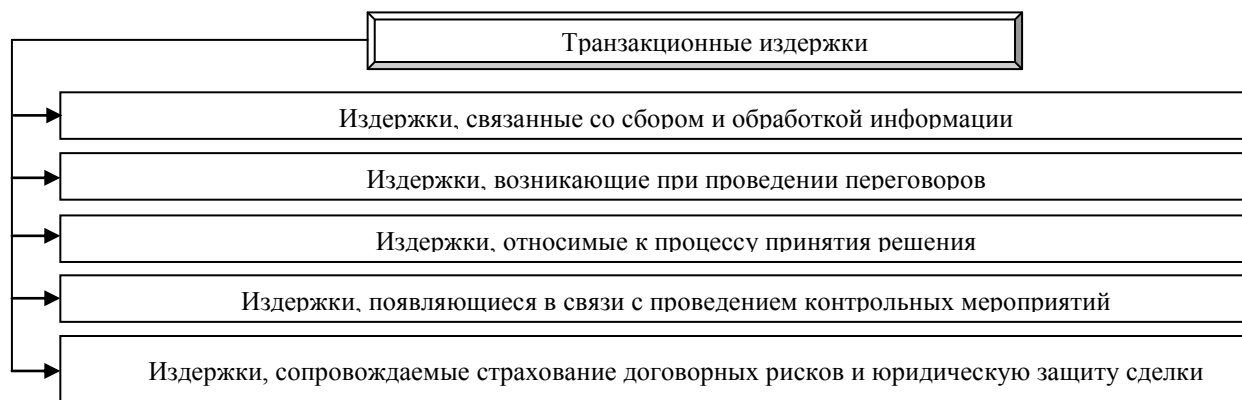 Транзакционные издержки
Издержки, связанные со сбором и обработкой информации
Издержки, возникающие при проведении переговоров
Издержки, относимые к процессу принятия решения
Издержки, появляющиеся в связи с проведением контрольных мероприятий
Издержки, сопровождаемые страхование договорных рисков и юридическую защиту сделки